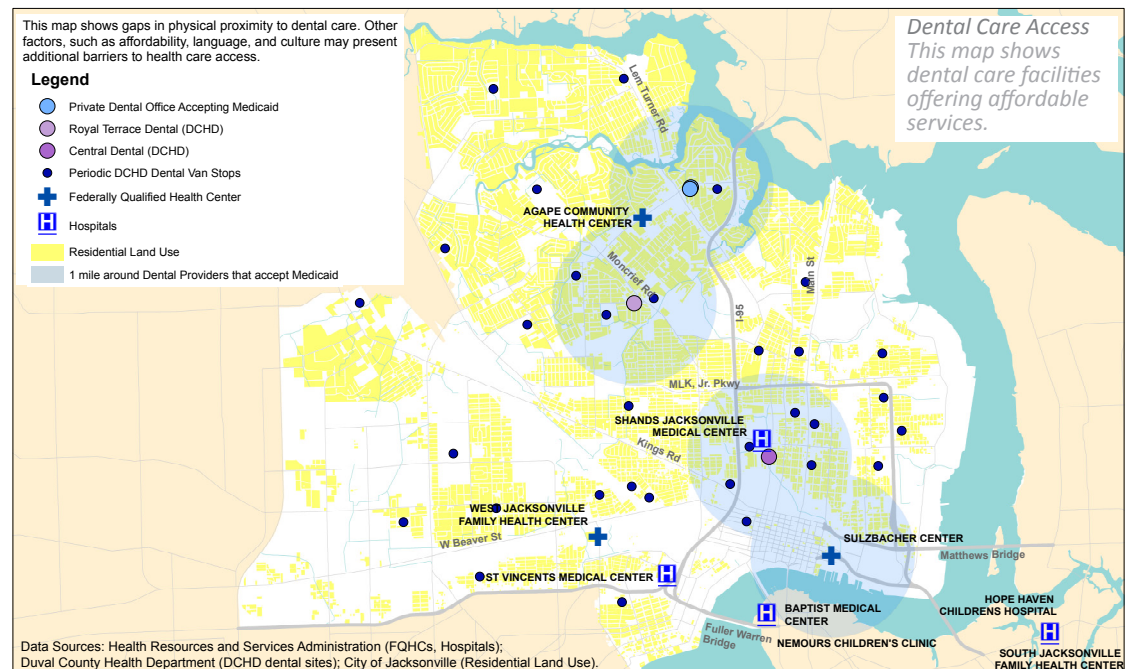 This map shows gaps in physical proximity to dental care. Other
factors, such as affordability, language, and culture may present
additional barriers to health care access.
Legend
Private Dental Office Accepting Medicaid
Royal Terrace Dental (DCHD)
Central Dental (DCHD)
Periodic DCHD Dental Van Stops
Federally Qualified Health Center
H Hospitals
Residential Land Use
1 mile around Dental Providers that accept Medicaid
Dental Care Access
This map shows
dental care facilities
offering affordable
services.
Lem Turner Rd
AGAPE COMMUNITY
HEALTH CENTER
Moncrief Rd
Main St
I-95
MLK, Jr. Pkwy
SHANDS JACKSONVILLE
MEDICAL CENTER
H
Kings Rd
WEST JACKSONVILLE
FAMILY HEALTH CENTER
W Beaver St
SULZBACHER CENTER
Matthews Bridge
ST VINCENTS MEDICAL CENTER
H
H
BAPTIST MEDICAL
CENTER
Fuller Warren
Bridge
NEMOURS CHILDREN'S CLINIC
HOPE HAVEN
CHILDRENS HOSPITAL
H
SOUTH JACKSONVILLE
FAMILY HEALTH CENTER
Data Sources: Health Resources and Services Administration (FQHCs, Hospitals);
Duval County Health Department (DCHD dental sites); City of Jacksonville (Residential Land Use).